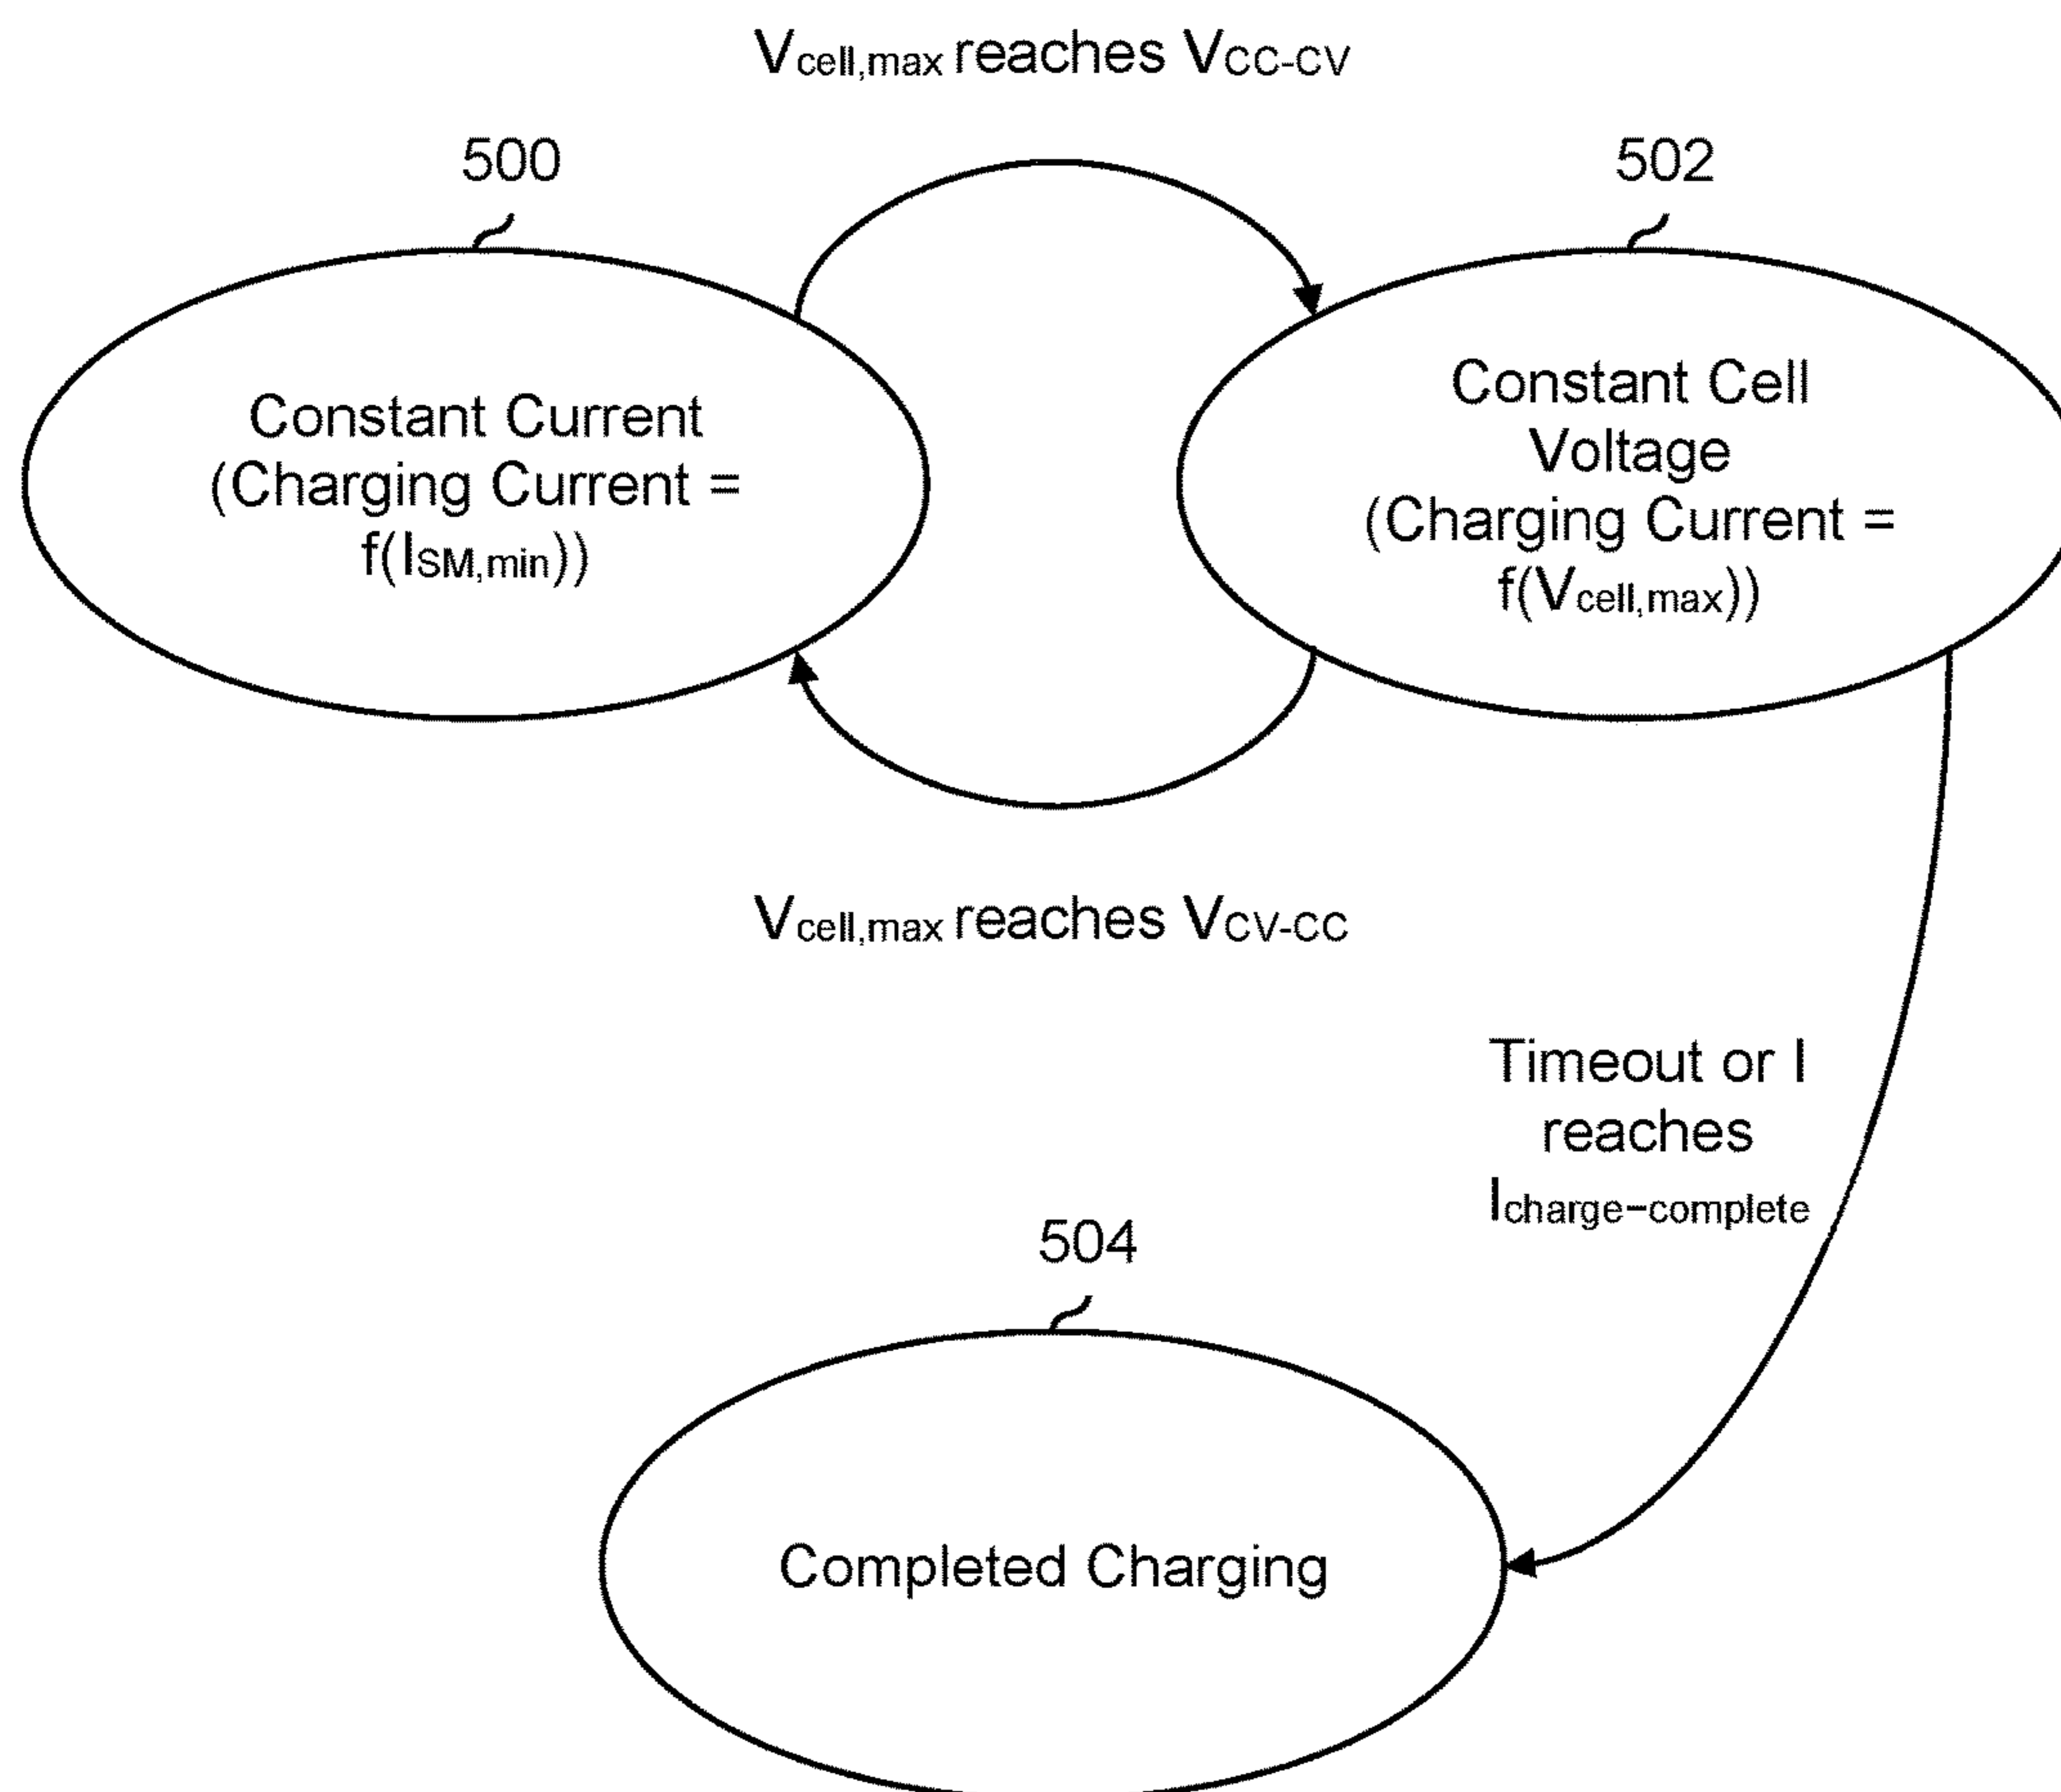 Vcell,max reaches VCC-CV
500
502
Constant Current
(Charging Current =
f(ISM,min))
Constant Cell
Voltage
(Charging Current =
f(Vcell,max))
Vcell,max reaches VCV-CC
Timeout or I
reaches
Icharge-complete
504
Completed Charging